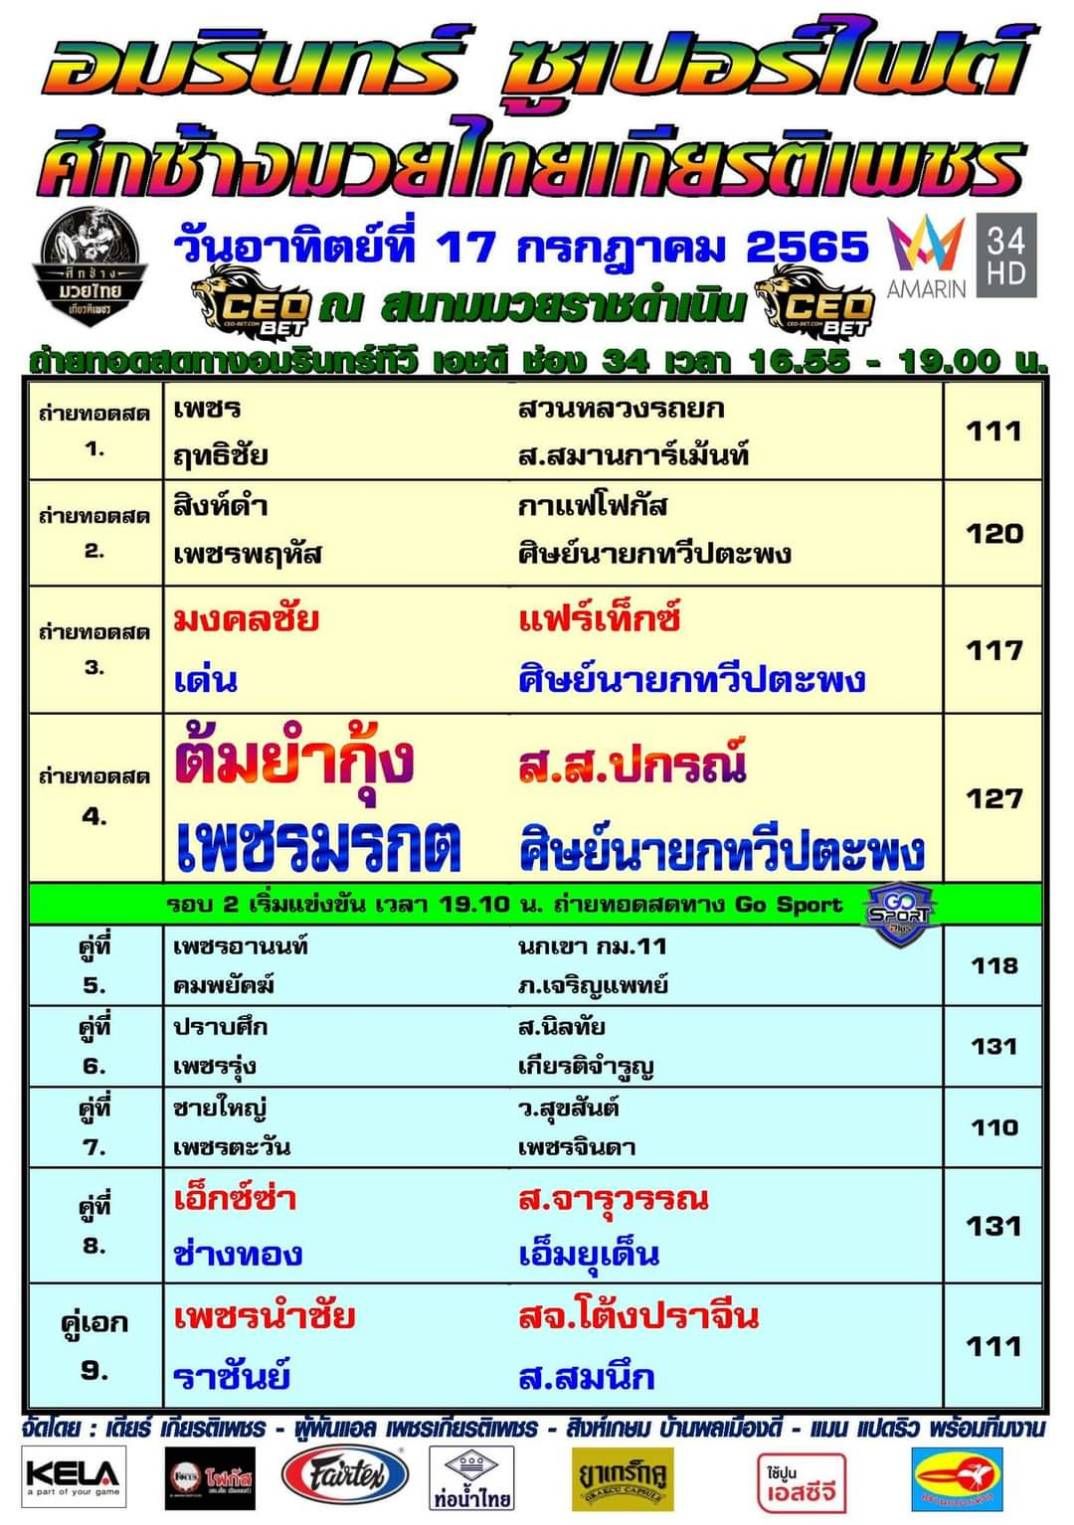 อมรินทร์ ซูเปอร์ไฟต์
ศึกช้างมวยไทยเกียรติเพชร
ศึกช้าง
มวยไทย
เกียรติเพชร
วันอาทิตย์ที่ 17 กรกฎาคม 2565
AMARIN
34
HD
CEO
BET
ณ สนามมวยราชดำเนิน
CEO
BET
ถ่ายทอดสดทางอมรินทร์ทีวี เอชดี ช่อง 34 เวลา 16.55 - 19.00 น.
ถ่ายทอดสด 1.
เพชร สวนหลวงรถยก
ฤทธิชัย ส.สมานการ์เม้นท์
111
ถ่ายทอดสด 2.
สิงห์ดำ กาแฟโฟกัส
เพชรพฤหัส ศิษย์นายกทวีปตะพง
120
ถ่ายทอดสด 3.
มงคลชัย แฟร์เท็กซ์
เด่น ศิษย์นายกทวีปตะพง
117
ถ่ายทอดสด 4.
ต้มยำกุ้ง ส.ส.ปกรณ์
เพชรมรกต ศิษย์นายกทวีปตะพง
127
รอบ 2 เริ่มแข่งขัน เวลา 19.10 น. ถ่ายทอดสดทาง Go Sport
GO
SPORT
คู่ที่ 5.
เพชรอานนท์ นกเขา กม.11
คมพยัคฆ์ ภ.เจริญแพทย์
118
คู่ที่ 6.
ปราบศึก ส.นิลทัย
เพชรรุ่ง เกียรติจำรูญ
131
คู่ที่ 7.
ชายใหญ่ ว.สุขสันต์
เพชรตะวัน เพชรจินดา
110
คู่ที่ 8.
เอ็กซ์ซ่า ส.จารุวรรณ
ช่างทอง เอ็มยุเด็น
131
คู่เอก 9.
เพชรนำชัย สจ.โต้งปราจีน
ราชันย์ ส.สมนึก
111
จัดโดย : เดียร์ เกียรติเพชร - ผู้พันแอล เพชรเกียรติเพชร - สิงห์เกษม บ้านพลเมืองดี - แมน แปดริ้ว พร้อมทีมงาน
KELA
a part of your game
FOCUS
โฟกัส
Fairtex
ท่อน้ำไทย
ยาเกร็กคู
GRAKCU CAPSULE
ใช้ปูน
เอสซีจี